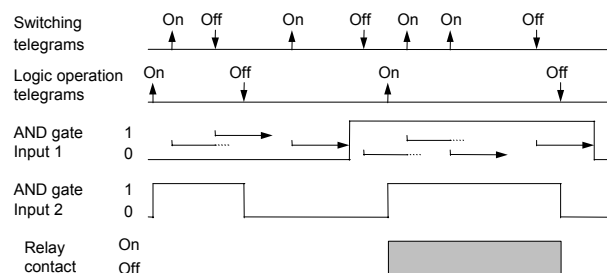 Switching telegrams
On Off On Off On On Off
Logic operation telegrams
On Off On Off
AND gate Input 1
1
0
AND gate Input 2
1
0
Relay contact
On
Off